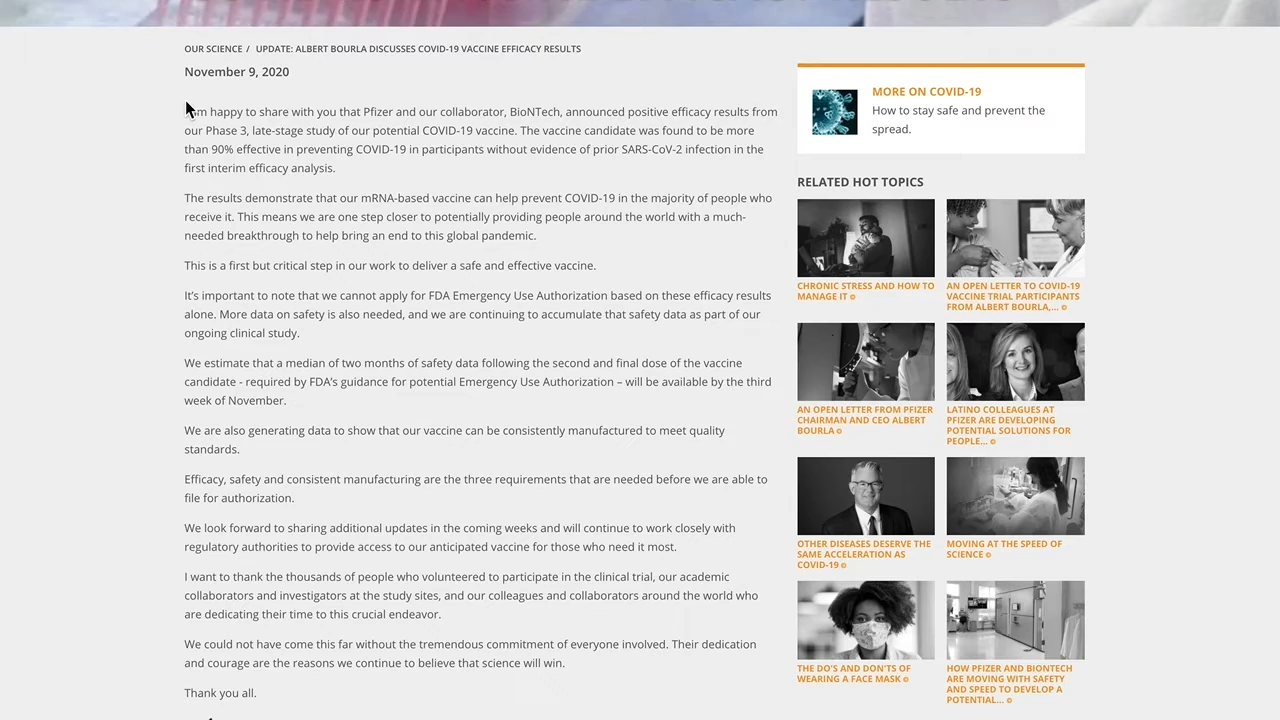 OUR SCIENCE / UPDATE: ALBERT BOURLA DISCUSSES COVID-19 VACCINE EFFICACY RESULTS
November 9, 2020
am happy to share with you that Pfizer and our collaborator, BioNTech, announced positive efficacy results from
our Phase 3, late-stage study of our potential COVID-19 vaccine. The vaccine candidate was found to be more
than 90% effective in preventing COVID-19 in participants without evidence of prior SARS-CoV-2 infection in the
first interim efficacy analysis.
The results demonstrate that our mRNA-based vaccine can help prevent COVID-19 in the majority of people who
receive it. This means we are one step closer to potentially providing people around the world with a much-
needed breakthrough to help bring an end to this global pandemic.
This is a first but critical step in our work to deliver a safe and effective vaccine.
It’s important to note that we cannot apply for FDA Emergency Use Authorization based on these efficacy results
alone. More data on safety is also needed, and we are continuing to accumulate that safety data as part of our
ongoing clinical study.
We estimate that a median of two months of safety data following the second and final dose of the vaccine
candidate - required by FDA’s guidance for potential Emergency Use Authorization – will be available by the third
week of November.
We are also generating data to show that our vaccine can be consistently manufactured to meet quality
standards.
Efficacy, safety and consistent manufacturing are the three requirements that are needed before we are able to
file for authorization.
We look forward to sharing additional updates in the coming weeks and will continue to work closely with
regulatory authorities to provide access to our anticipated vaccine for those who need it most.
I want to thank the thousands of people who volunteered to participate in the clinical trial, our academic
collaborators and investigators at the study sites, and our colleagues and collaborators around the world who
are dedicating their time to this crucial endeavor.
We could not have come this far without the tremendous commitment of everyone involved. Their dedication
and courage are the reasons we continue to believe that science will win.
Thank you all.
MORE ON COVID-19
How to stay safe and prevent the
spread.
RELATED HOT TOPICS
CHRONIC STRESS AND HOW TO
MANAGE IT
AN OPEN LETTER TO COVID-19
VACCINE TRIAL PARTICIPANTS
FROM ALBERT BOURLA,...
AN OPEN LETTER FROM PFIZER
CHAIRMAN AND CEO ALBERT
BOURLA
LATINO COLLEAGUES AT
PFIZER ARE DEVELOPING
POTENTIAL SOLUTIONS FOR
PEOPLE...
OTHER DISEASES DESERVE THE
SAME ACCELERATION AS
COVID-19
MOVING AT THE SPEED OF
SCIENCE
THE DO'S AND DON'TS OF
WEARING A FACE MASK
HOW PFIZER AND BIONTECH
ARE MOVING WITH SAFETY
AND SPEED TO DEVELOP A
POTENTIAL...